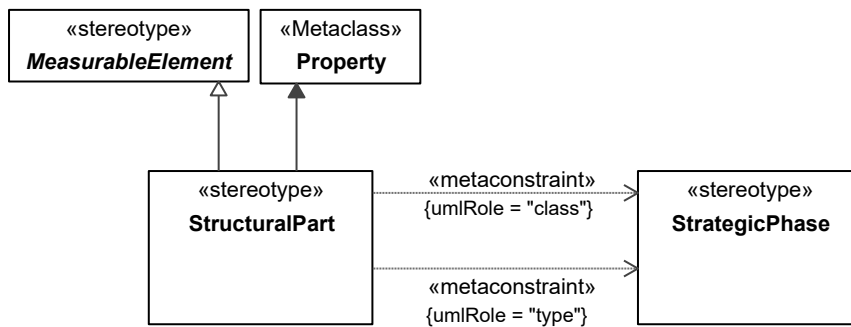 «stereotype»
MeasurableElement
«Metaclass»
Property
«stereotype»
StructuralPart
«metaconstraint»
{umlRole = "class"}
«metaconstraint»
{umlRole = "type"}
«stereotype»
StrategicPhase